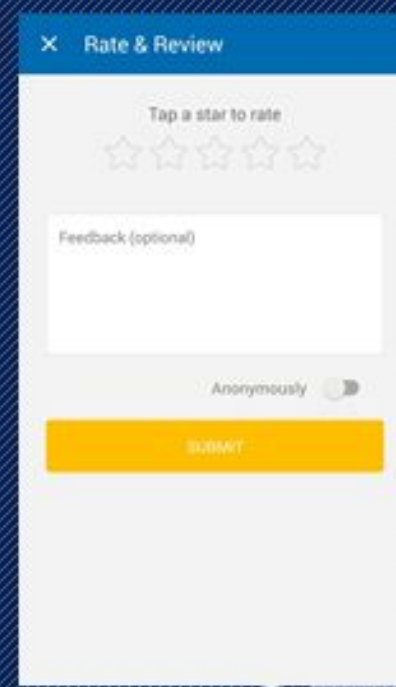 Rate & Review
Tap a star to rate
Feedback (optional)
Anonymously
SUBMIT